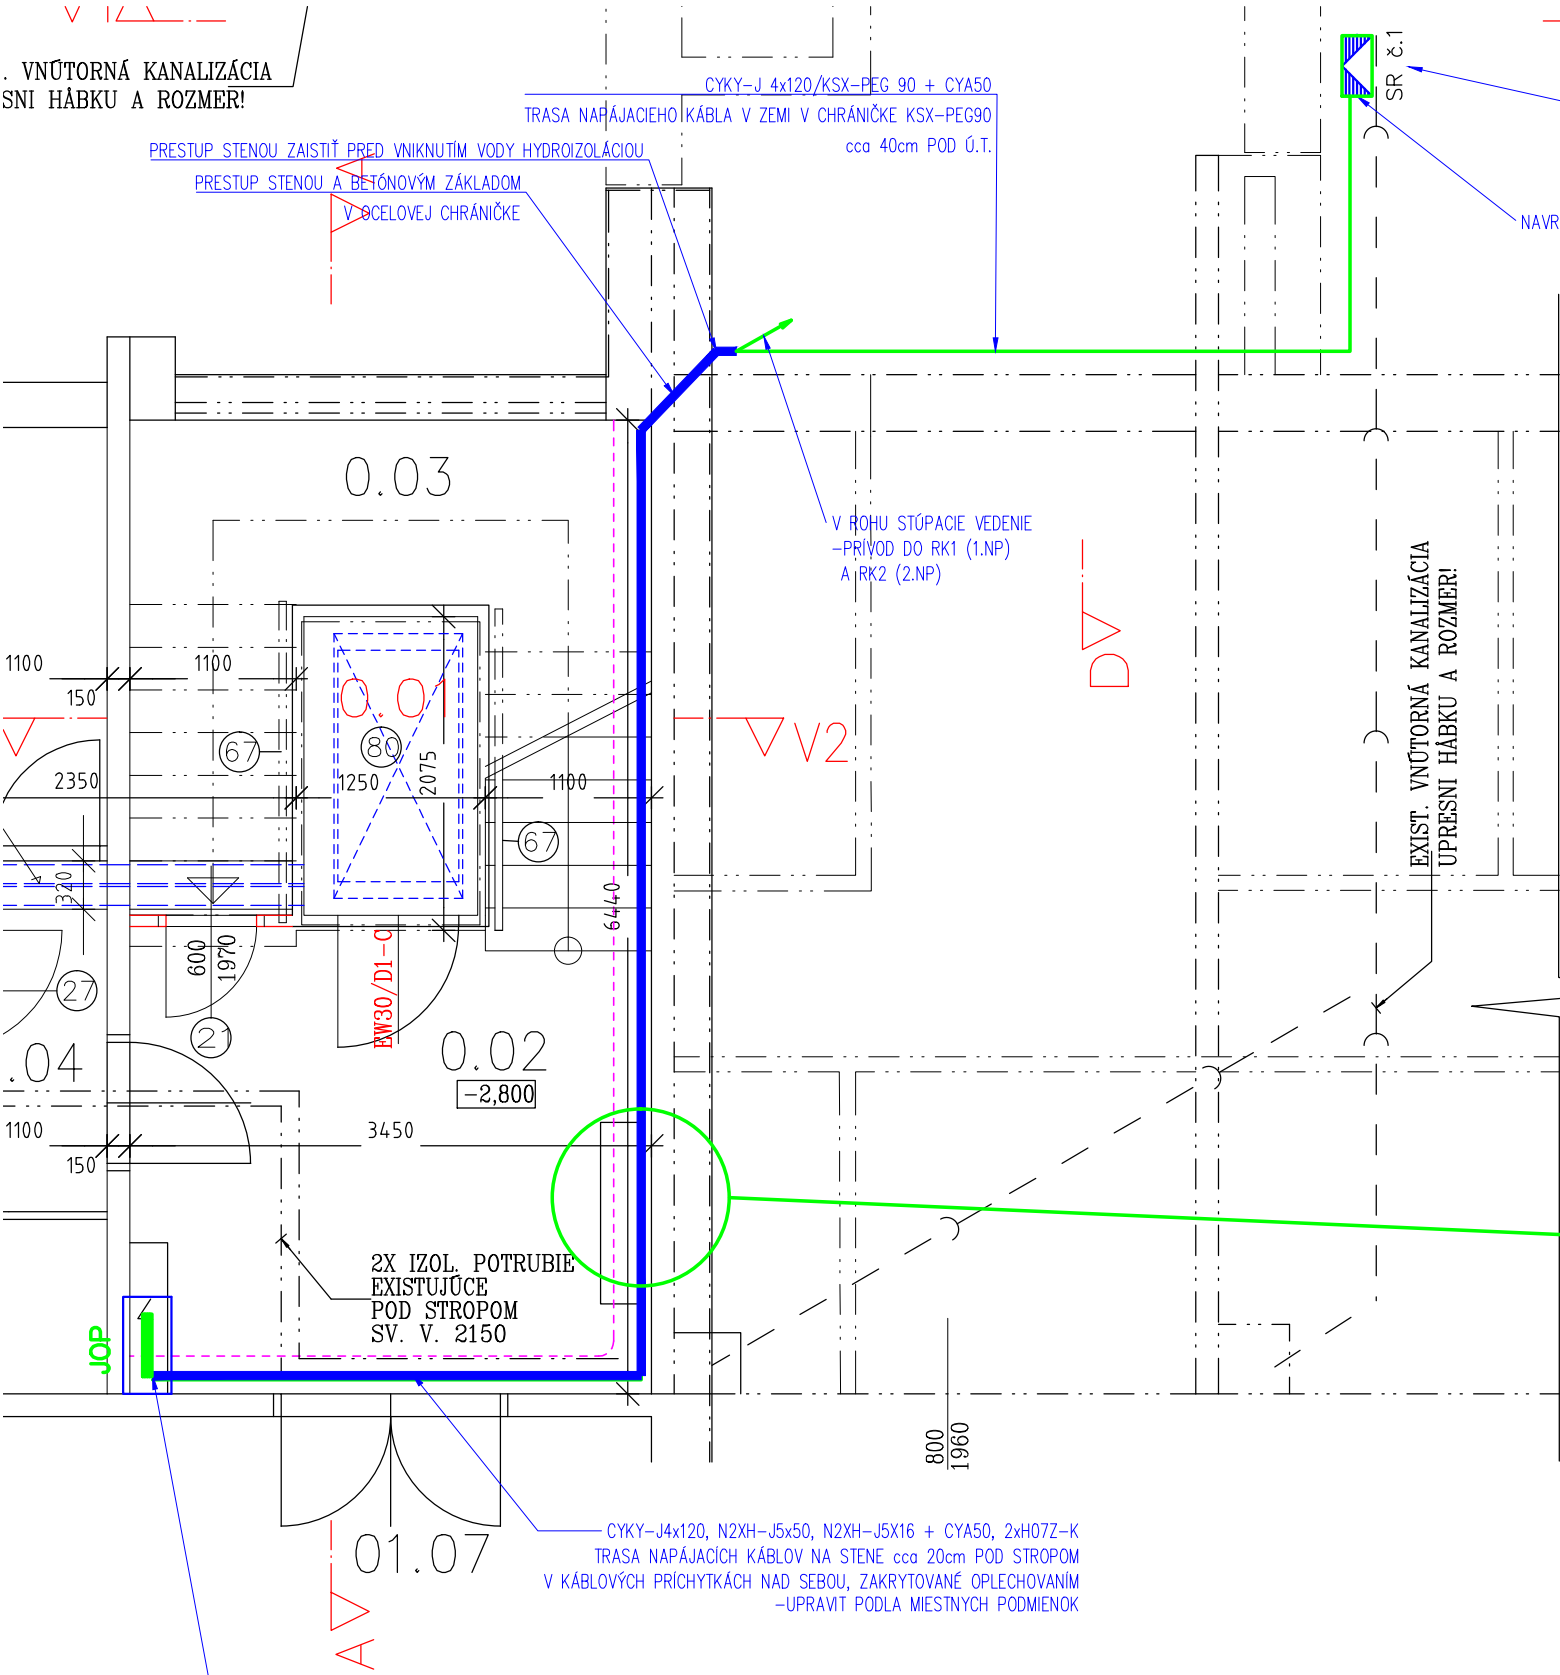 . VNÚTORNÁ KANALIZÁCIA
SNI HĹBKU A ROZMER!
CYKY-J 4x120/KSX-PEG 90 + CYA50
TRASA NAPÁJACIEHO KÁBLA V ZEMI V CHRÁNIČKE KSX-PEG90
cca 40cm POD Ú.T.
PRESTUP STENOU ZAISTIŤ PRED VNIKNUTÍM VODY HYDROIZOLÁCIOU
PRESTUP STENOU A BETÓNOVÝM ZÁKLADOM
V OCELOVEJ CHRÁNIČKE
SR č.1
NAVR
A
0.03
V ROHU STÚPACIE VEDENIE
-PRÍVOD DO RK1 (1.NP)
A RK2 (2.NP)
D
EXIST. VNÚTORNÁ KANALIZÁCIA
UPRESNI HĹBKU A ROZMER!
1100
150
1100
0.01
67
80
2075
V2
2350
1250
1100
67
320
6440
600
1970
EW30/D1-C
27
21
.04
0.02
-2,800
1100
150
3450
2X IZOL. POTRUBIE
EXISTUJÚCE
POD STROPOM
SV. V. 2150
JOP
800
1960
01.07
A
CYKY-J4x120, N2XH-J5x50, N2XH-J5X16 + CYA50, 2xH07Z-K
TRASA NAPÁJACÍCH KÁBLOV NA STENE cca 20cm POD STROPOM
V KÁBLOVÝCH PRÍCHYTKÁCH NAD SEBOU, ZAKRYTOVANÉ OPLECHOVANÍM
-UPRAVIT PODLA MIESTNYCH PODMIENOK